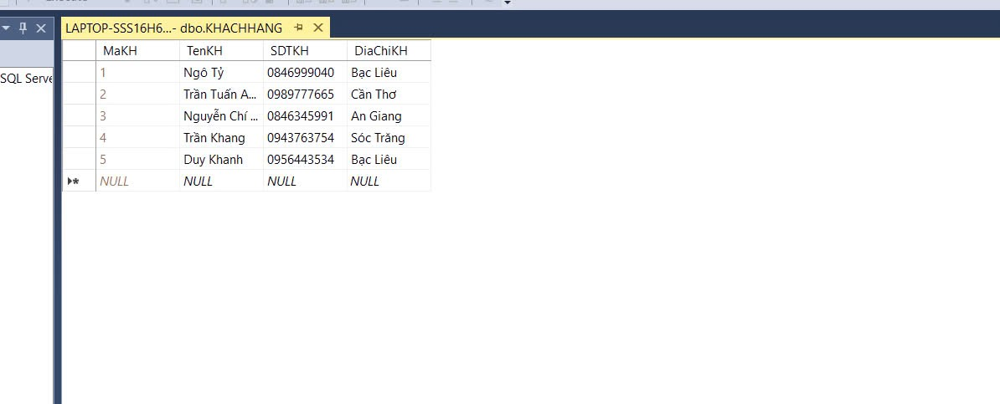 LAPTOP-SSS16H6...- dbo.KHACHHANG
SQL Serve
MaKH TenKH SDTKH DiaChiKH
1 Ngô Tỷ 0846999040 Bạc Liêu
2 Trần Tuấn A... 0989777665 Cần Thơ
3 Nguyễn Chí ... 0846345991 An Giang
4 Trần Khang 0943763754 Sóc Trăng
5 Duy Khanh 0956443534 Bạc Liêu
NULL NULL NULL NULL